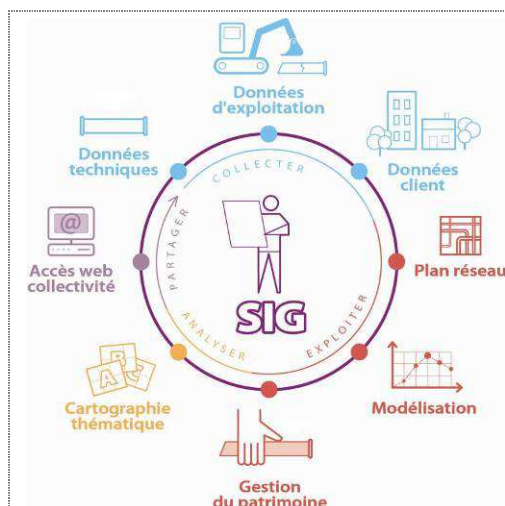 Données
d'exploitation
Données
techniques
COLLECTER
Données
client
PARTAGER
@
Accès web
collectivité
Plan réseau
SIG
ANALYSER
EXPLOITER
B
A
Cartographie
thématique
Modélisation
Gestion
du patrimoine